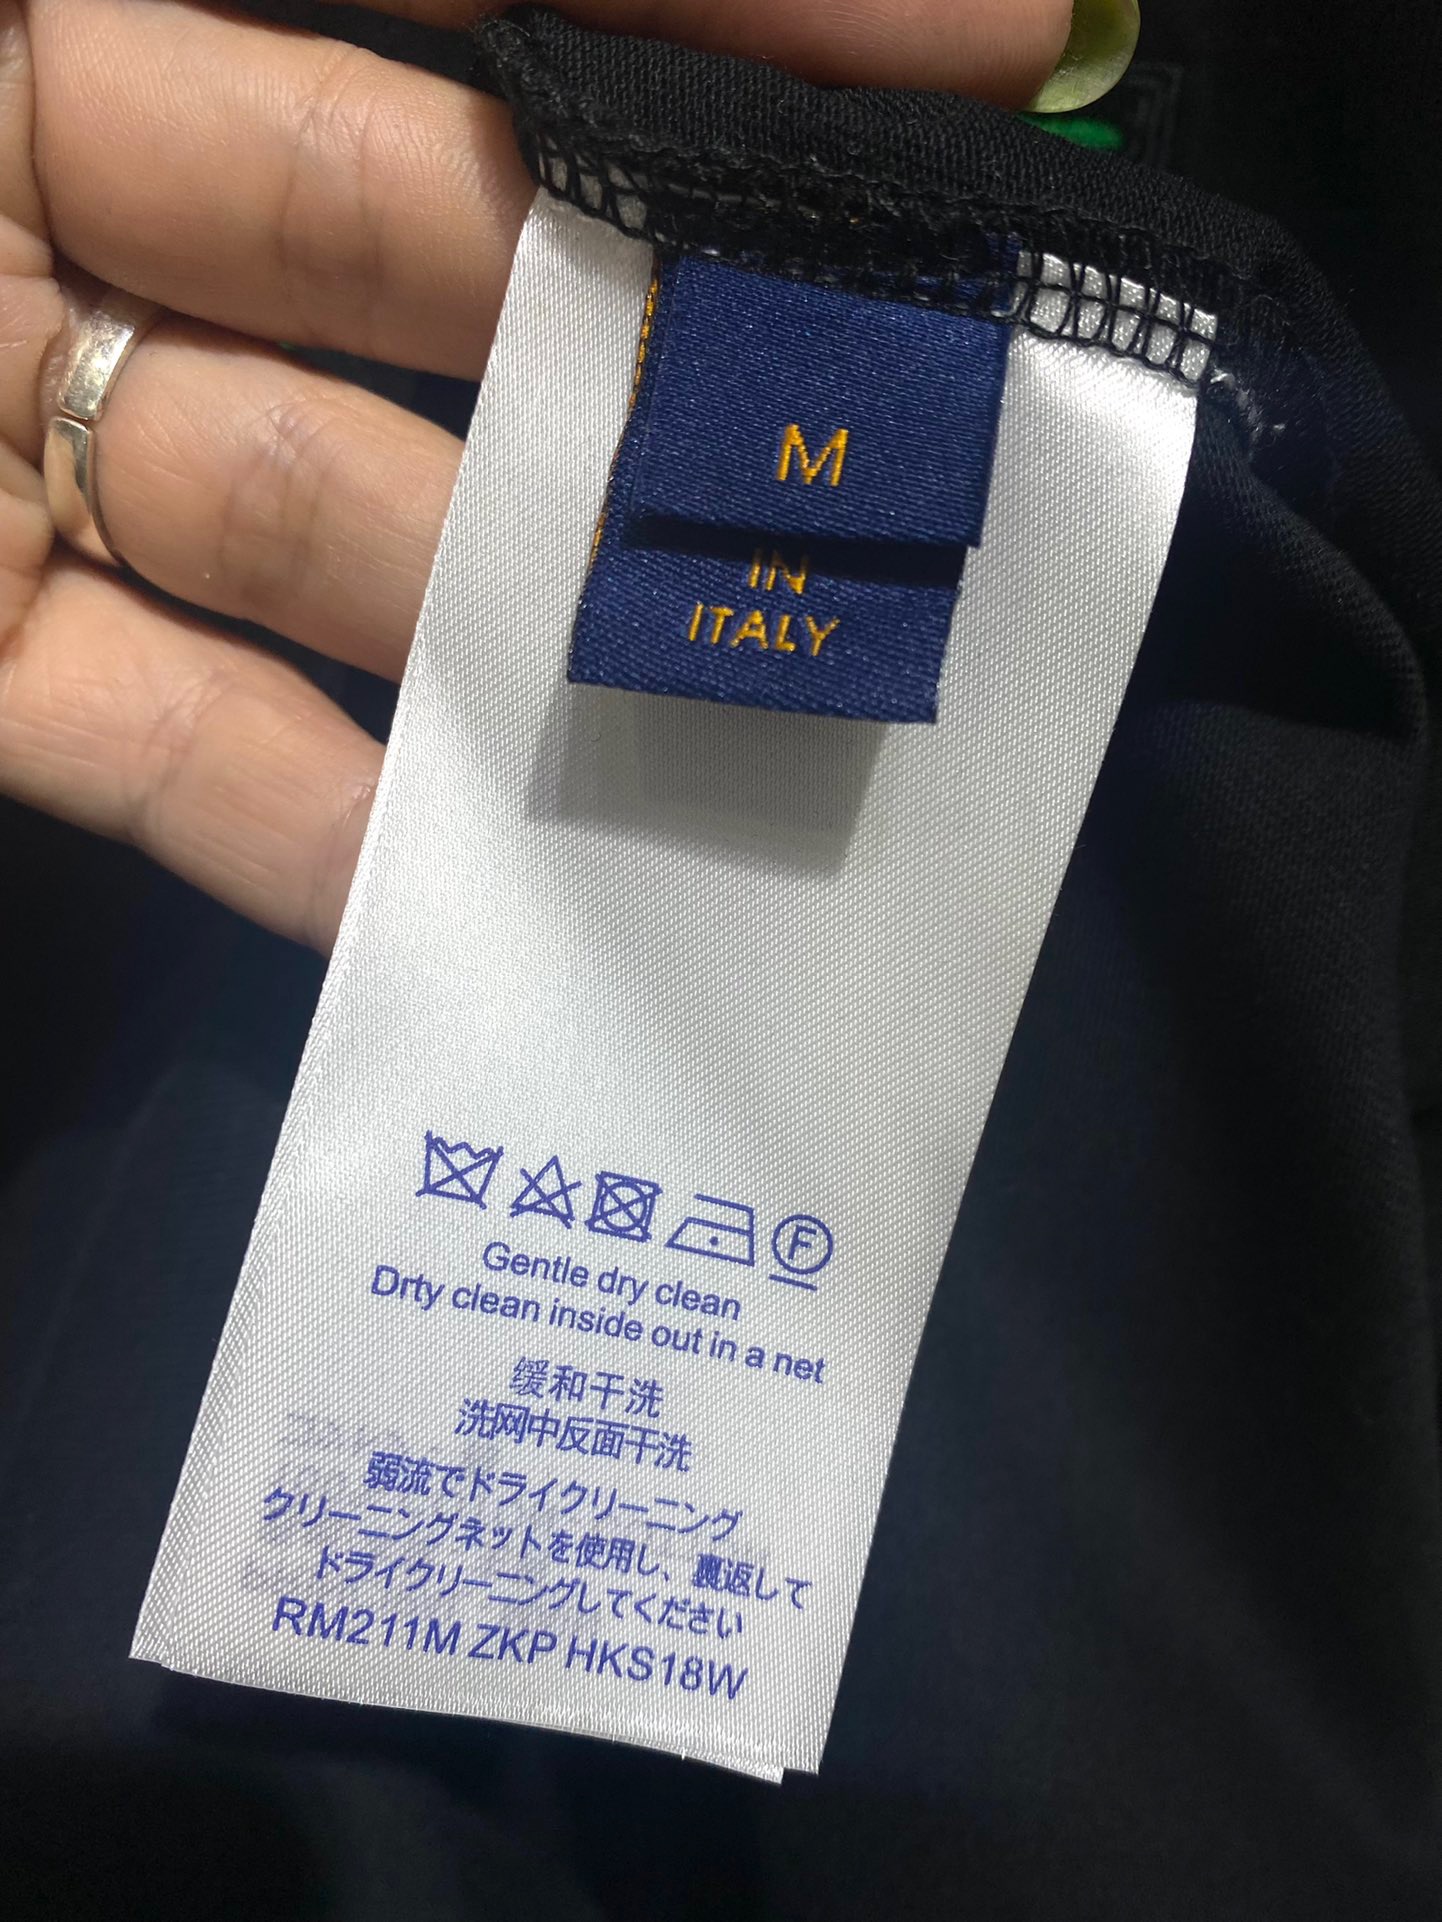 M
IN
ITALY
F
Gentle dry clean
Drty clean inside out in a net
缓和干洗
洗网中反面干洗
弱流でドライクリーニング
クリーニングネットを使用し、裏返して
ドライクリーニングしてください
RM211M ZKP HKS18W